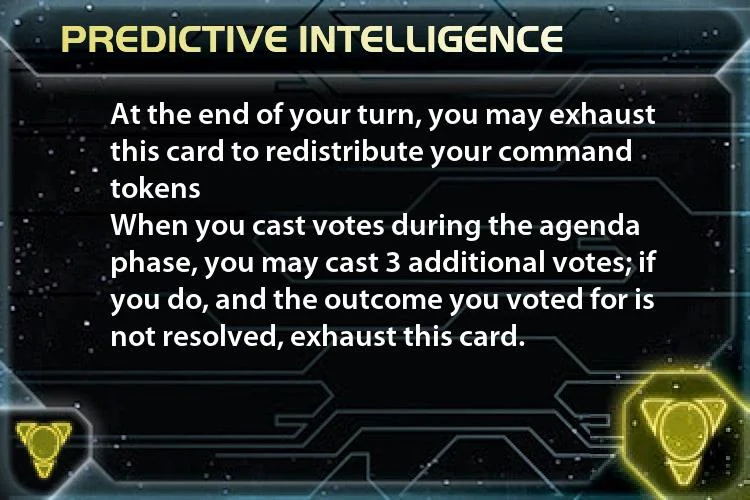 PREDICTIVE INTELLIGENCE
At the end of your turn, you may exhaust
this card to redistribute your command
tokens
When you cast votes during the agenda
phase, you may cast 3 additional votes; if
you do, and the outcome you voted for is
not resolved, exhaust this card.